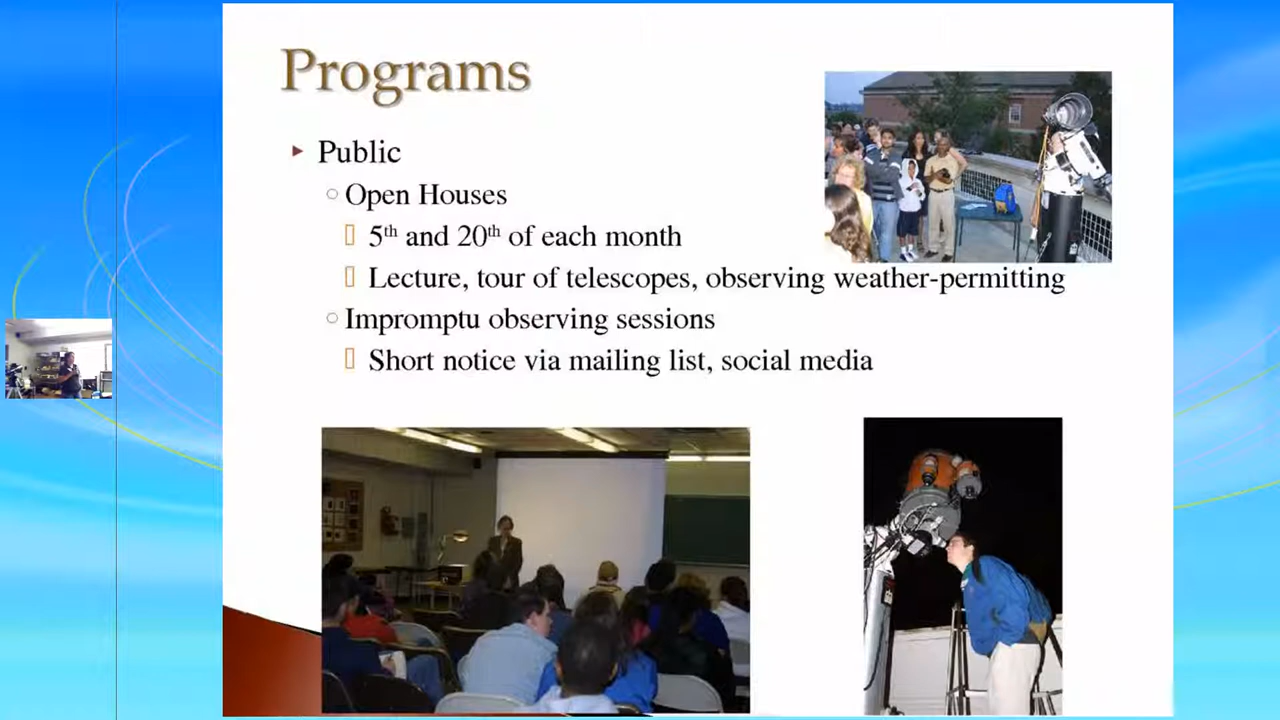 Programs
Public
Open Houses
5th and 20th of each month
Lecture, tour of telescopes, observing weather-permitting
Impromptu observing sessions
Short notice via mailing list, social media